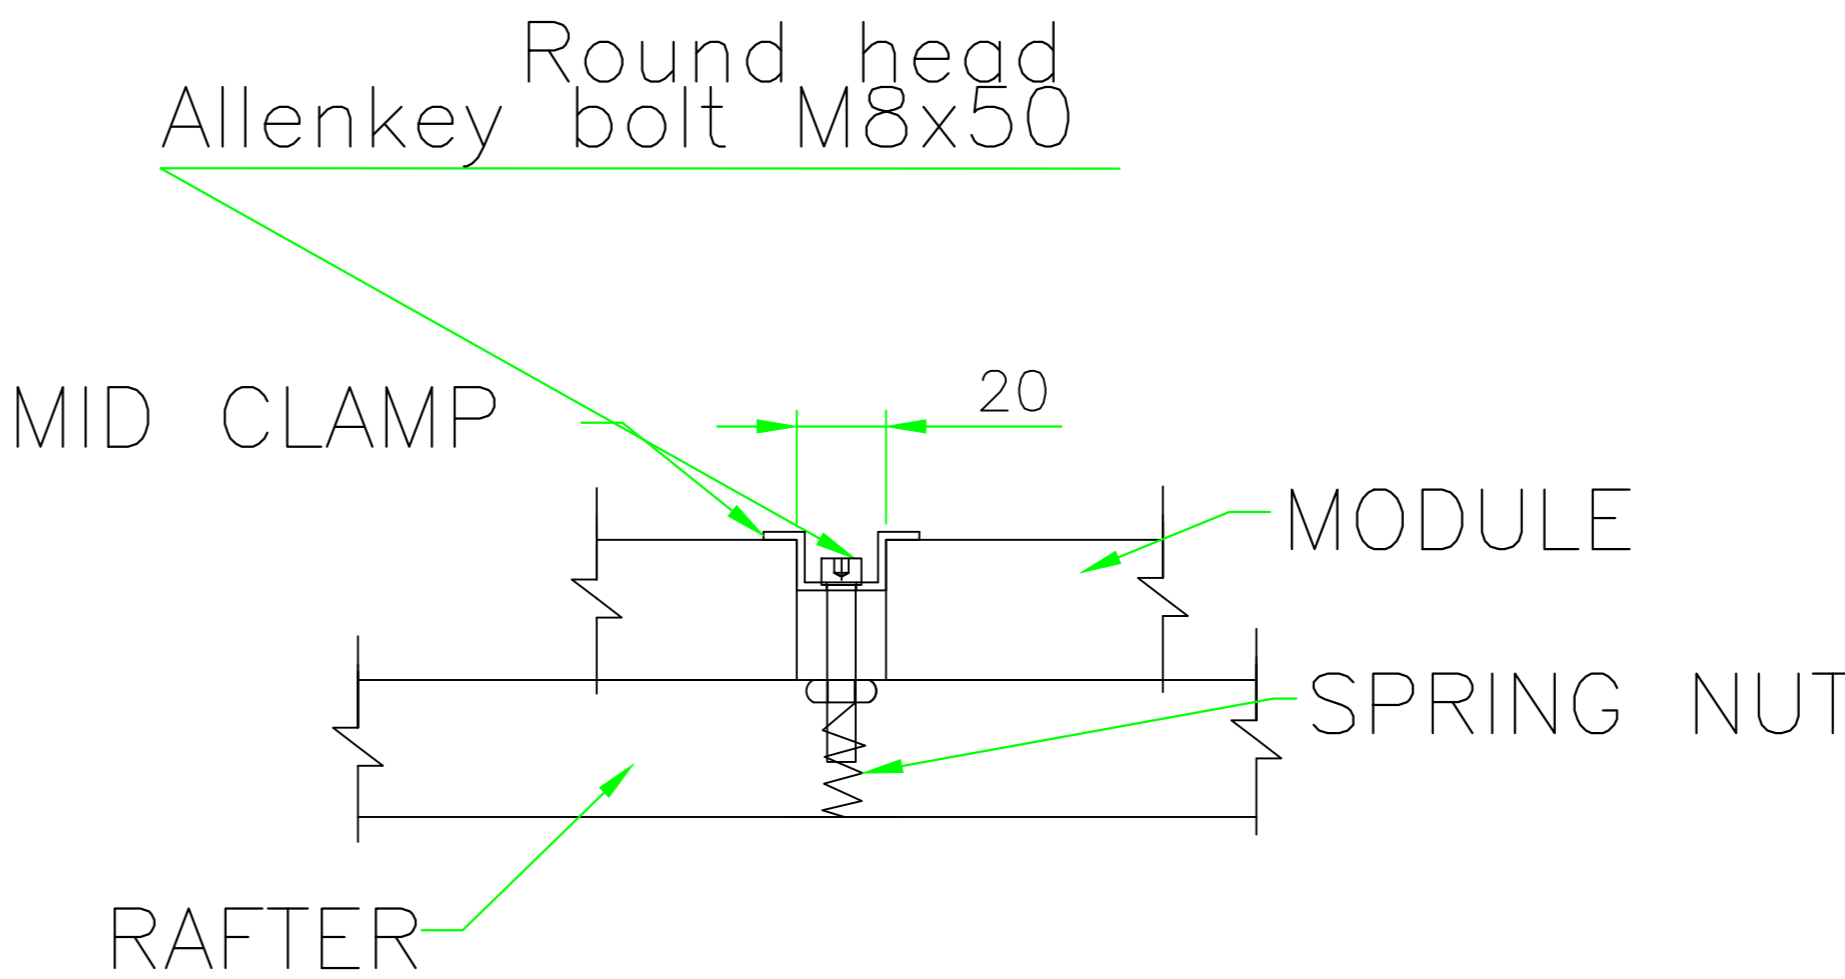 Round head
Allenkey bolt M8x50
MID CLAMP
20
MODULE
SPRING NUT
RAFTER